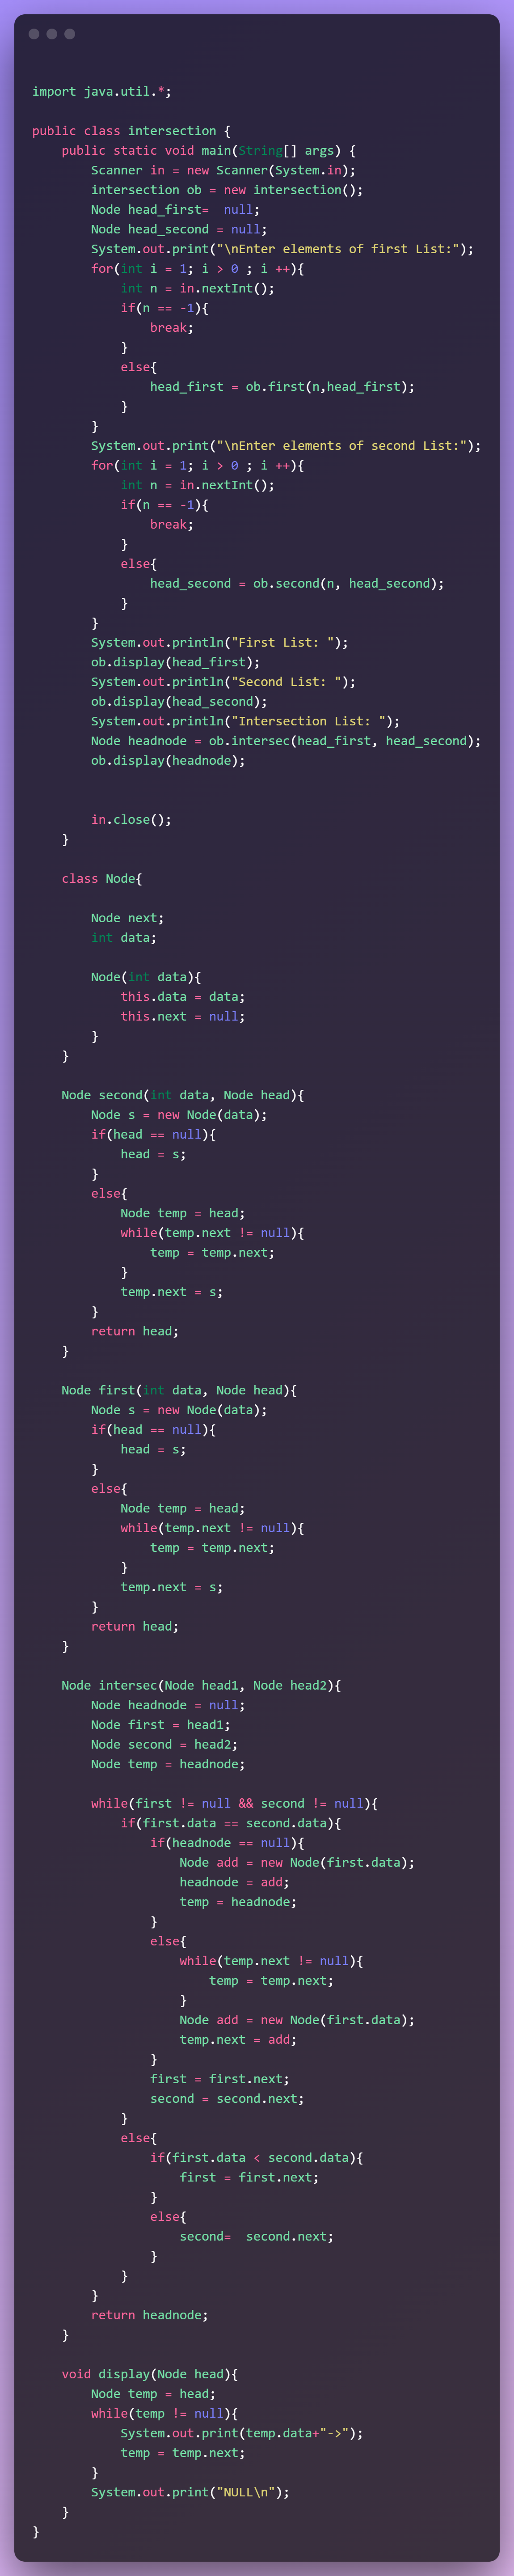 import java.util.*;
public class intersection {
    public static void main(String[] args) {
        Scanner in = new Scanner(System.in);
        intersection ob = new intersection();
        Node head_first=  null;
        Node head_second = null;
        System.out.print("\nEnter elements of first List:");
        for(int i = 1; i > 0 ; i ++){
            int n = in.nextInt();
            if(n == -1){
                break;
            }
            else{
                head_first = ob.first(n,head_first);
            }
        }
        System.out.print("\nEnter elements of second List:");
        for(int i = 1; i > 0 ; i ++){
            int n = in.nextInt();
            if(n == -1){
                break;
            }
            else{
                head_second = ob.second(n, head_second);
            }
        }
        System.out.println("First List: ");
        ob.display(head_first);
        System.out.println("Second List: ");
        ob.display(head_second);
        System.out.println("Intersection List: ");
        Node headnode = ob.intersec(head_first, head_second);
        ob.display(headnode);
        in.close();
    }
    class Node{
        Node next;
        int data;
        Node(int data){
            this.data = data;
            this.next = null;
        }
    }
    Node second(int data, Node head){
        Node s = new Node(data);
        if(head == null){
            head = s;
        }
        else{
            Node temp = head;
            while(temp.next != null){
                temp = temp.next;
            }
            temp.next = s;
        }
        return head;
    }
    Node first(int data, Node head){
        Node s = new Node(data);
        if(head == null){
            head = s;
        }
        else{
            Node temp = head;
            while(temp.next != null){
                temp = temp.next;
            }
            temp.next = s;
        }
        return head;
    }
    Node intersec(Node head1, Node head2){
        Node headnode = null;
        Node first = head1;
        Node second = head2;
        Node temp = headnode;
        while(first != null && second != null){
            if(first.data == second.data){
                if(headnode == null){
                    Node add = new Node(first.data);
                    headnode = add;
                    temp = headnode;
                }
                else{
                    while(temp.next != null){
                        temp = temp.next;
                    }
                    Node add = new Node(first.data);
                    temp.next = add;
                }
                first = first.next;
                second = second.next;
            }
            else{
                if(first.data < second.data){
                    first = first.next;
                }
                else{
                    second=  second.next;
                }
            }
        }
        return headnode;
    }
    void display(Node head){
        Node temp = head;
        while(temp != null){
            System.out.print(temp.data+"->");
            temp = temp.next;
        }
        System.out.print("NULL\n");
    }
}